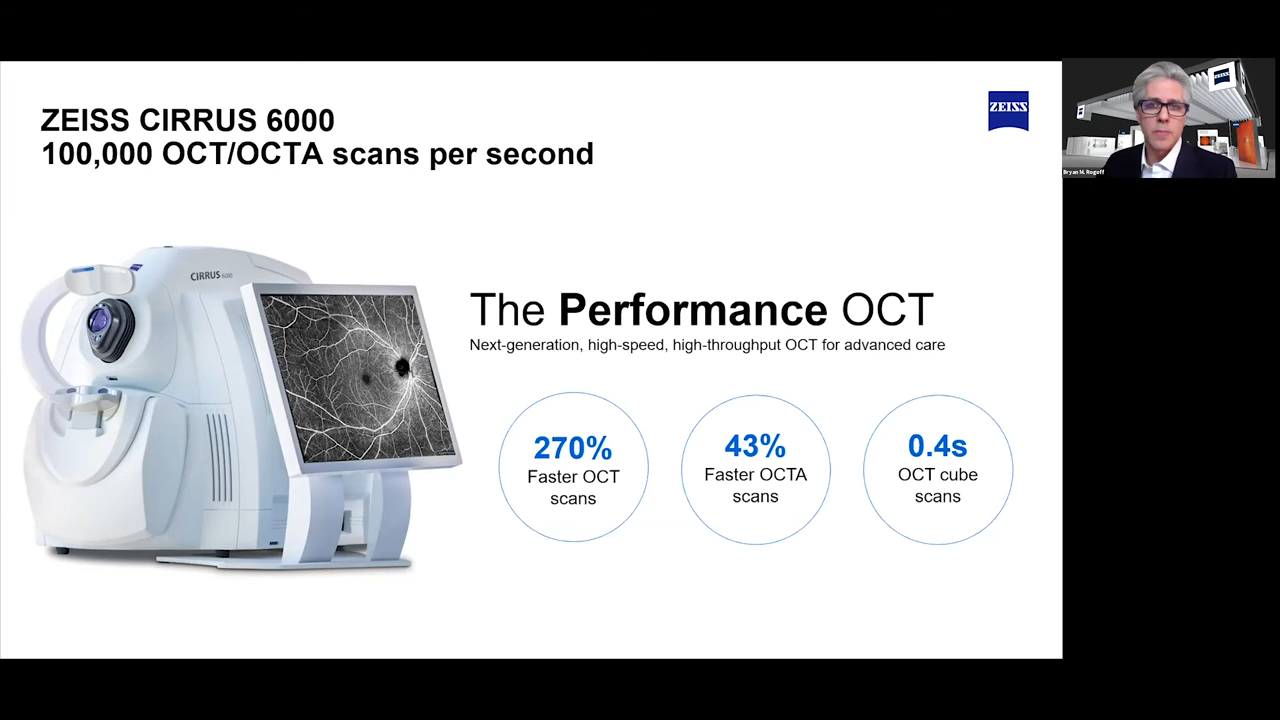 ZEISS CIRRUS 6000
100,000 OCT/OCTA scans per second
ZEISS
ZEISS
Bryan M. Rogoff
CIRRUS 6000
The Performance OCT
Next-generation, high-speed, high-throughput OCT for advanced care
270%
Faster OCT
scans
43%
Faster OCTA
scans
0.4s
OCT cube
scans